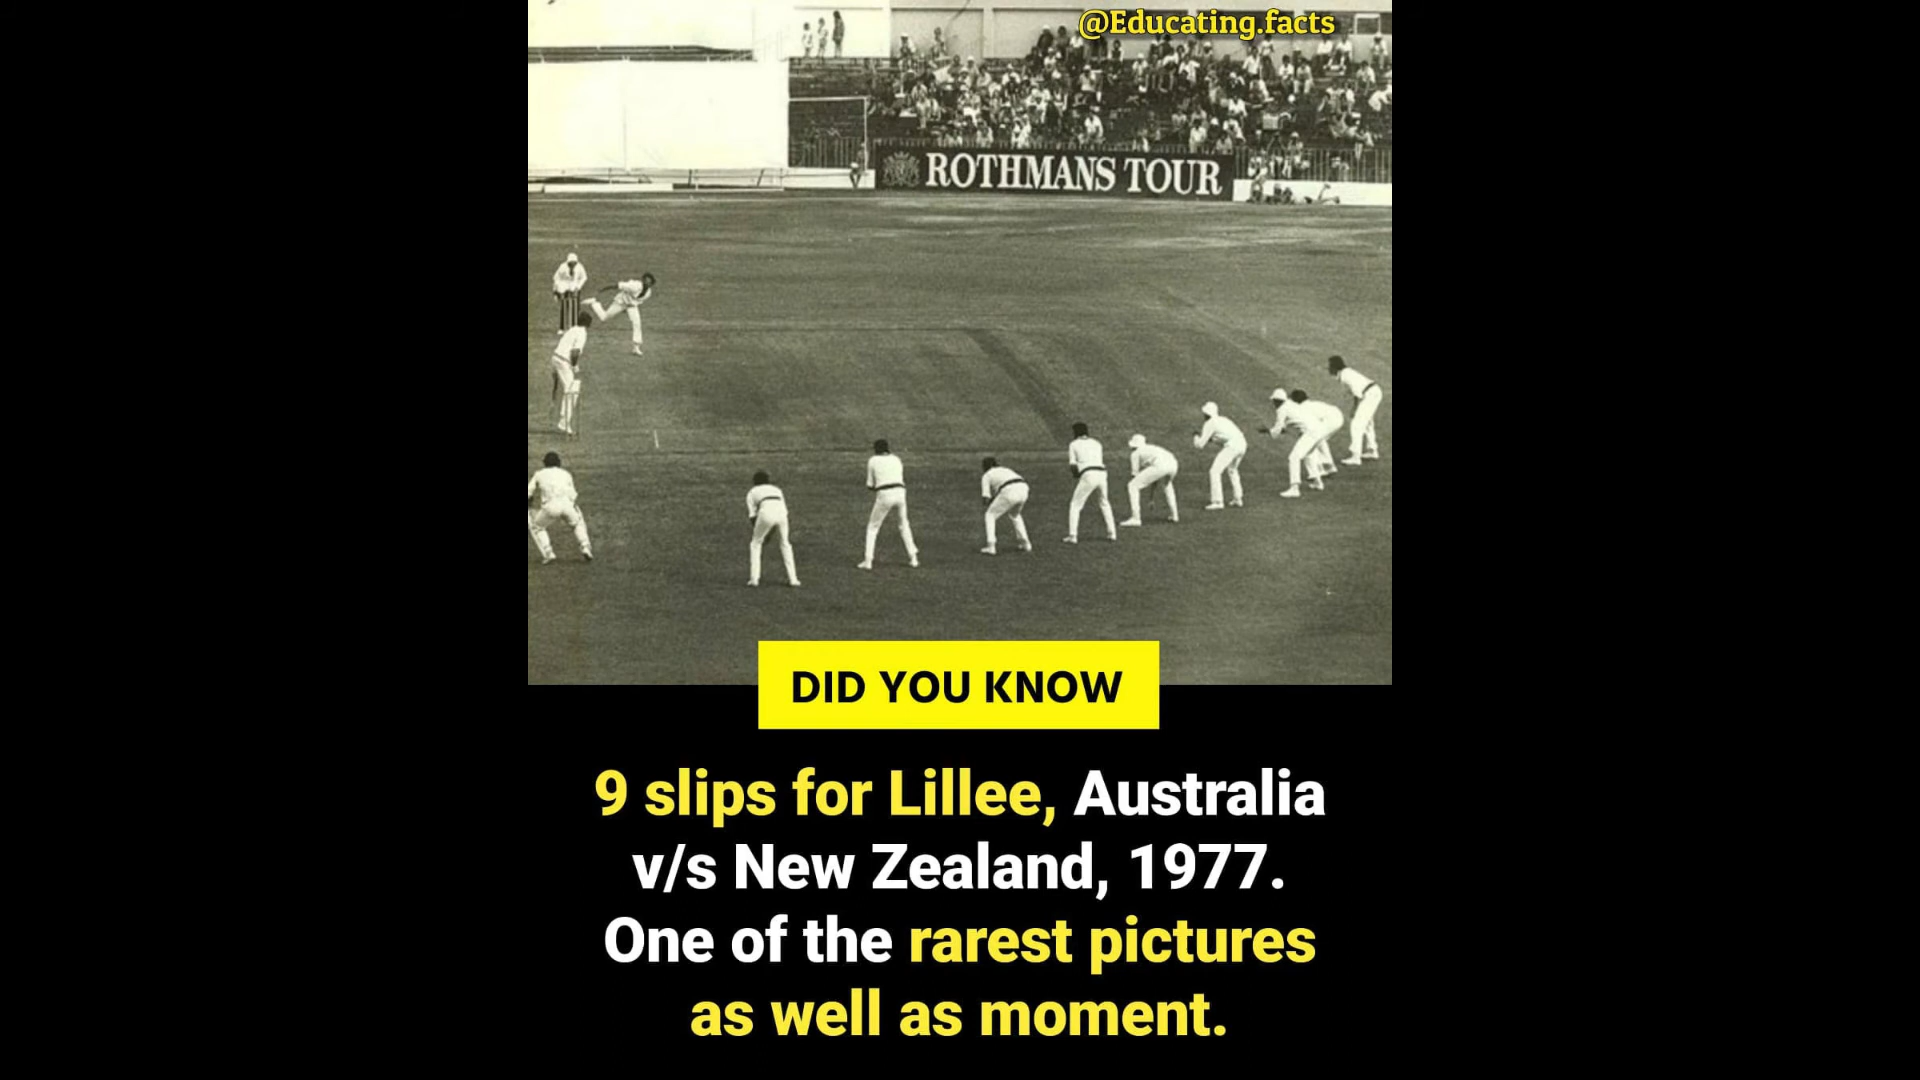 @Educating.facts
ROTHMANS TOUR
DID YOU KNOW
9 slips for Lillee, Australia
v/s New Zealand, 1977.
One of the rarest pictures
as well as moment.